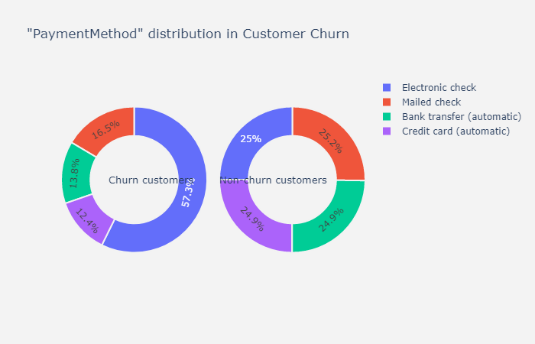 "PaymentMethod" distribution in Customer Churn
Electronic check
Mailed check
Bank transfer (automatic)
Credit card (automatic)
16.5%
13.8%
12.4%
57.3%
Churn customers
25%
25.2%
24.9%
24.9%
Non-churn customers